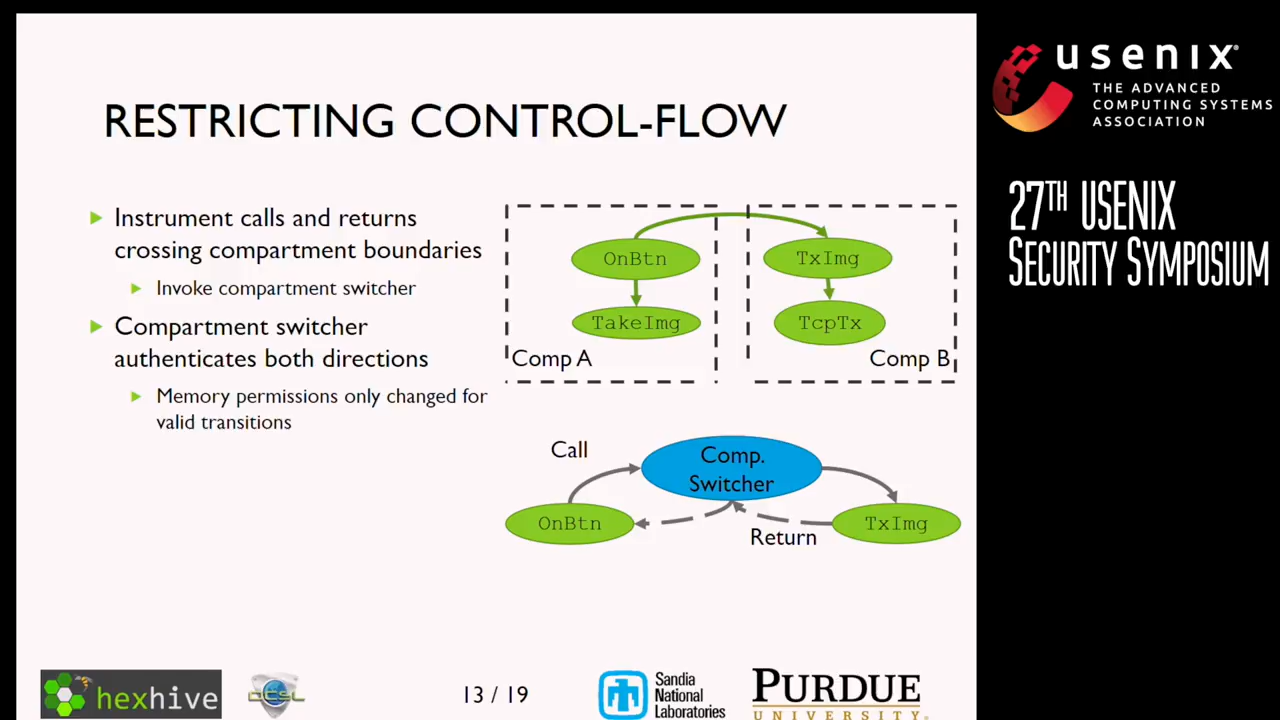 RESTRICTING CONTROL-FLOW
Instrument calls and returns
crossing compartment boundaries
Invoke compartment switcher
Compartment switcher
authenticates both directions
Memory permissions only changed for
valid transitions
OnBtn
TxImg
TakeImg
TcpTx
Comp A
Comp B
Call
Comp.
Switcher
OnBtn
TxImg
Return
hexhive
13 / 19
Sandia
National
Laboratories
PURDUE
UNIVERSITY
usenix
THE ADVANCED
COMPUTING SYSTEMS
ASSOCIATION
27TH USENIX
SECURITY SYMPOSIUM